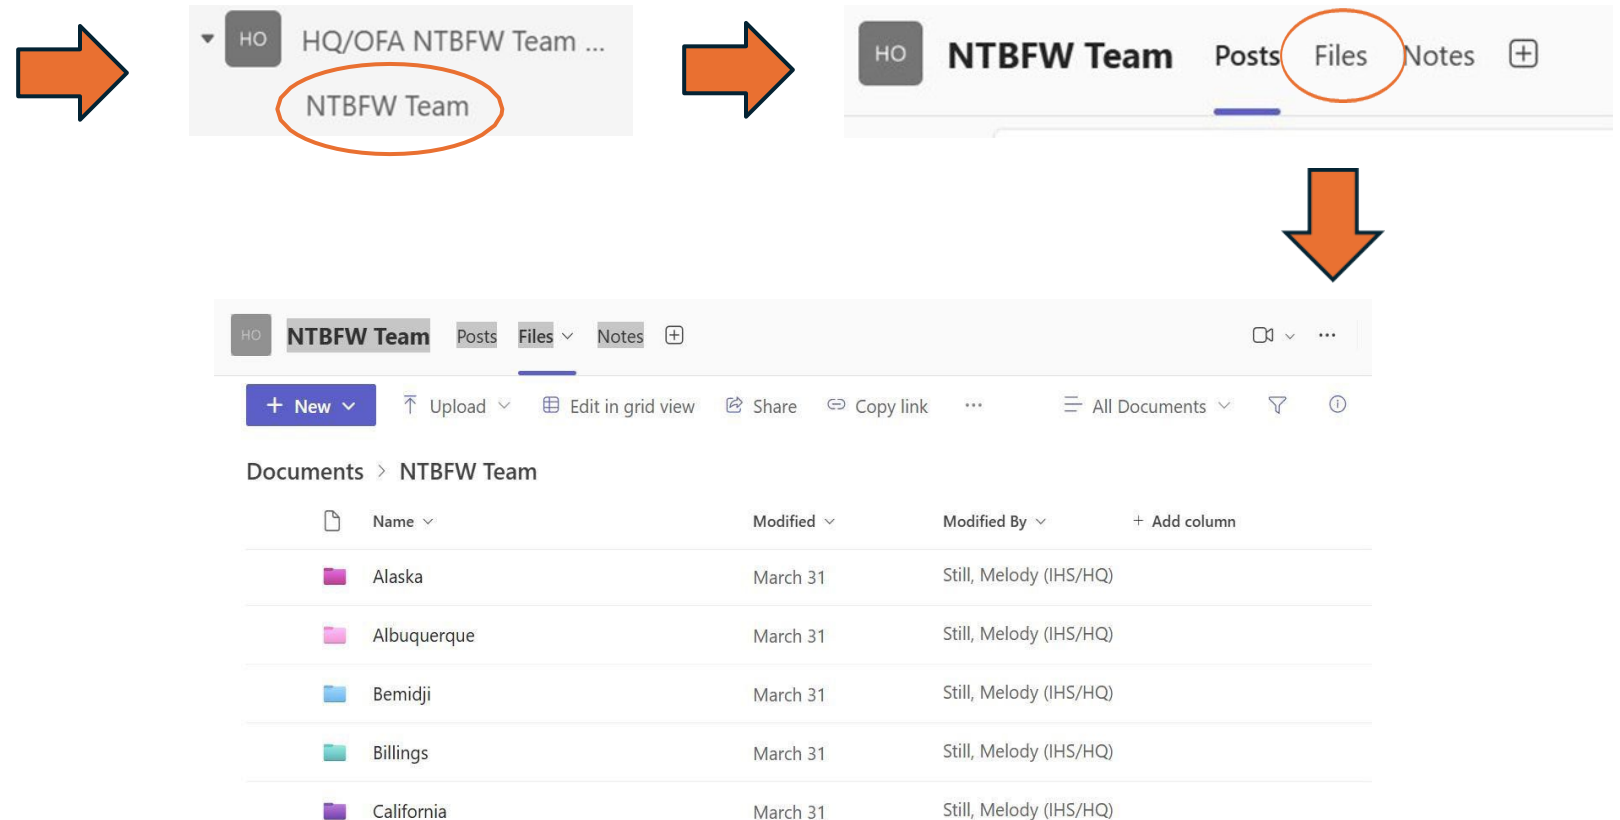 HO HQ/OFA NTBFW Team ...
NTBFW Team
HO NTBFW Team Posts Files Notes
HO NTBFW Team Posts Files Notes
+ New Upload Edit in grid view Share Copy link ... All Documents
Documents > NTBFW Team
Name Modified Modified By + Add column
Alaska March 31 Still, Melody (IHS/HQ)
Albuquerque March 31 Still, Melody (IHS/HQ)
Bemidji March 31 Still, Melody (IHS/HQ)
Billings March 31 Still, Melody (IHS/HQ)
California March 31 Still, Melody (IHS/HQ)